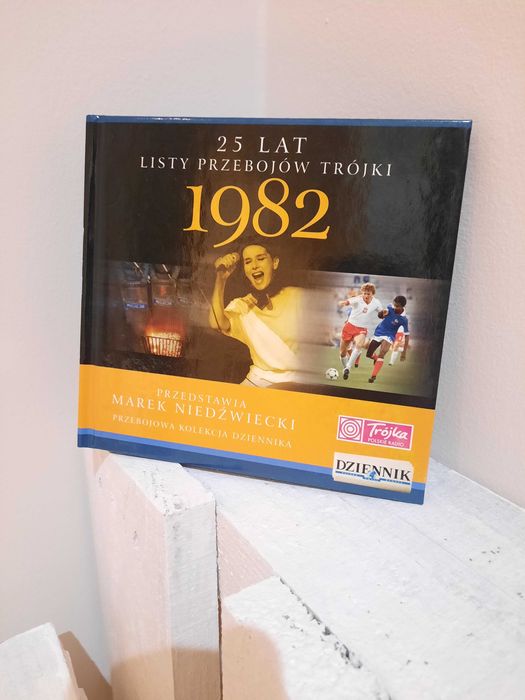 25 LAT
LISTY PRZEBOJÓW TRÓJKI
1982
PRZEDSTAWIA
MAREK NIEDŹWIECKI
PRZEBOJOWA KOLEKCJA DZIENNIKA
Trójka
POLSKIE RADIO
DZIENNIK